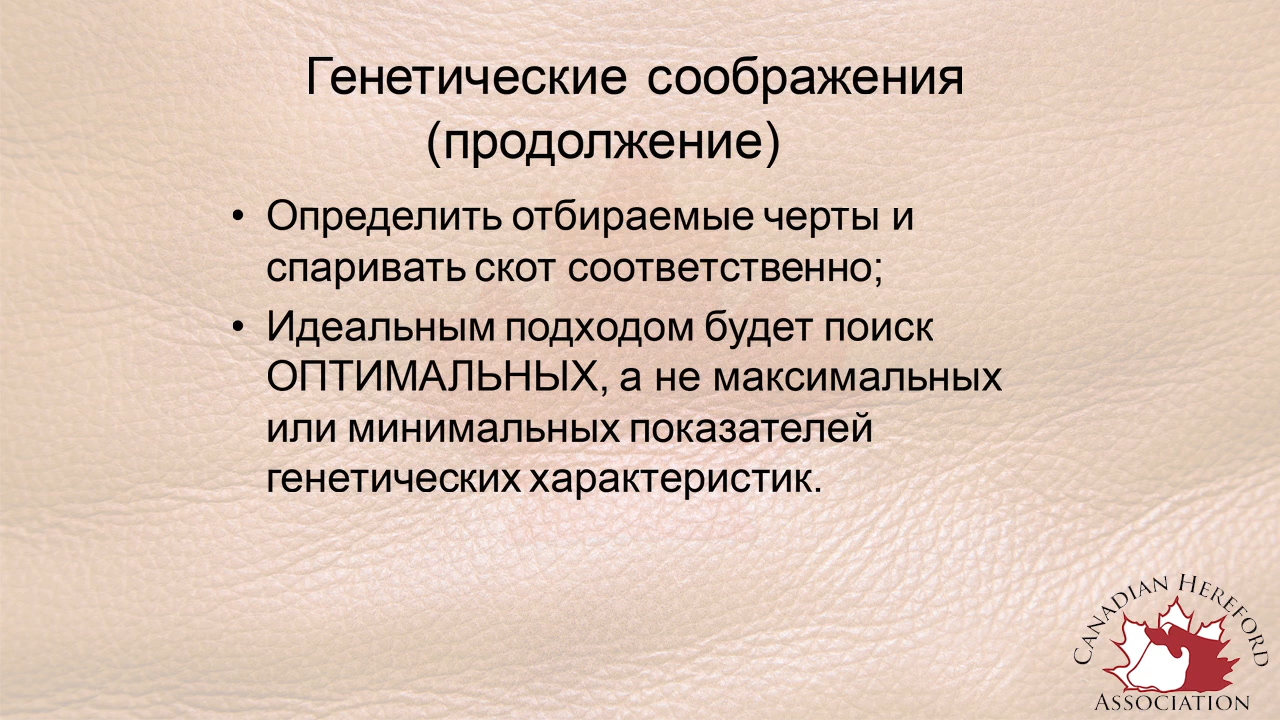 Генетические соображения
(продолжение)
• Определить отбираемые черты и
спаривать скот соответственно;
• Идеальным подходом будет поиск
ОПТИМАЛЬНЫХ, а не максимальных
или минимальных показателей
генетических характеристик.
CANADIAN HEREFORD
ASSOCIATION